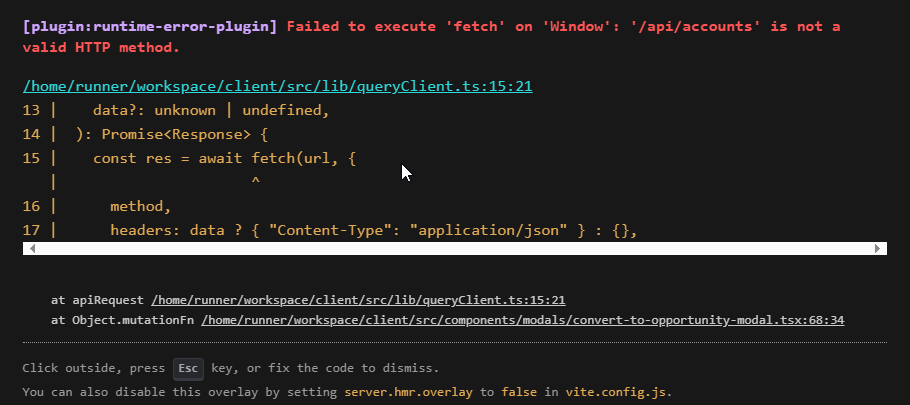 [plugin:runtime-error-plugin] Failed to execute 'fetch' on 'Window': '/api/accounts' is not a
valid HTTP method.
/home/runner/workspace/client/src/lib/queryClient.ts:15:21
13 |    data?: unknown | undefined,
14 |  ): Promise<Response> {
15 |    const res = await fetch(url, {
   |                      ^
16 |      method,
17 |      headers: data ? { "Content-Type": "application/json" } : {},
at apiRequest /home/runner/workspace/client/src/lib/queryClient.ts:15:21
at Object.mutationFn /home/runner/workspace/client/src/components/modals/convert-to-opportunity-modal.tsx:68:34
Click outside, press Esc key, or fix the code to dismiss.
You can also disable this overlay by setting server.hmr.overlay to false in vite.config.js.